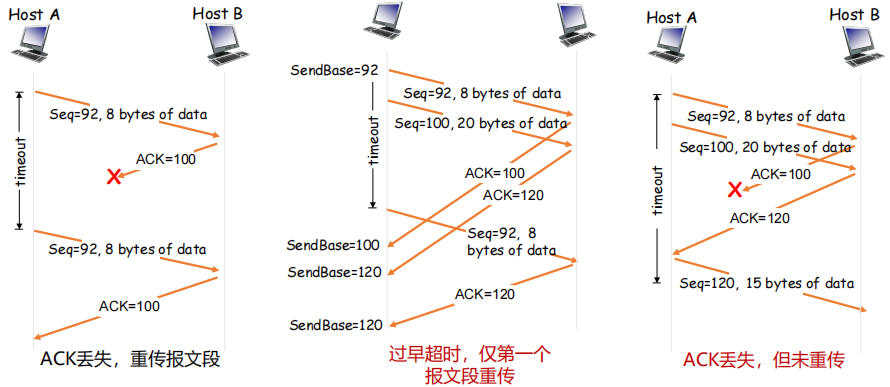 Host A
Host B
Seq=92, 8 bytes of data
ACK=100
timeout
Seq=92, 8 bytes of data
ACK=100
ACK丢失，重传报文段
SendBase=92
Seq=92, 8 bytes of data
Seq=100, 20 bytes of data
timeout
ACK=100
ACK=120
Seq=92, 8
bytes of data
SendBase=100
SendBase=120
ACK=120
SendBase=120
过早超时，仅第一个
报文段重传
Host A
Host B
Seq=92, 8 bytes of data
Seq=100, 20 bytes of data
ACK=100
timeout
ACK=120
Seq=120, 15 bytes of data
ACK丢失，但未重传